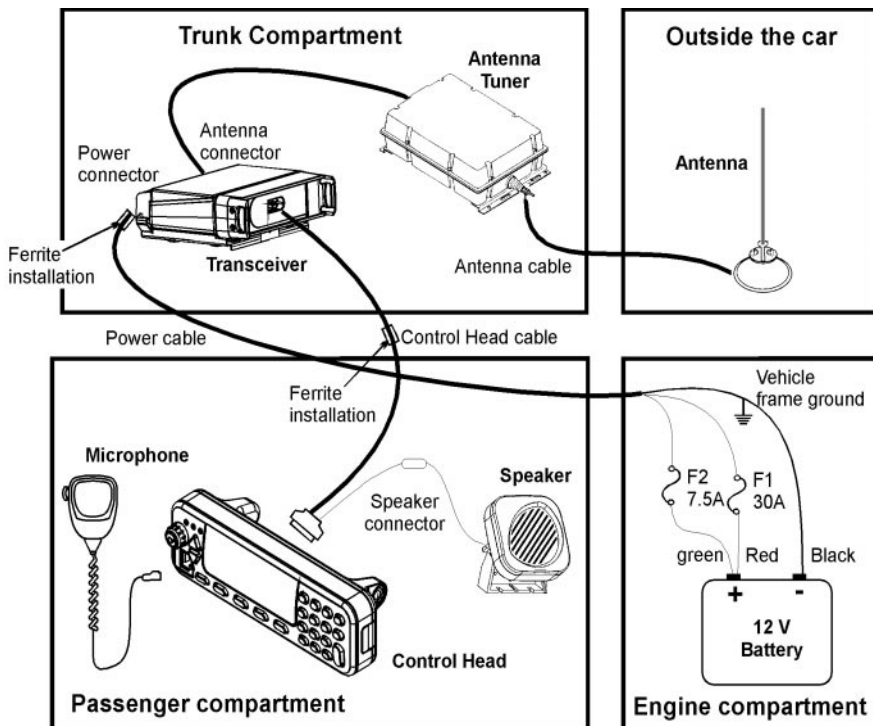 Trunk Compartment
Antenna
Tuner
Antenna
connector
Power
connector
Ferrite
installation
Transceiver
Antenna cable
Power cable
Control Head cable
Outside the car
Antenna
Ferrite
installation
Microphone
Speaker
connector
Speaker
Control Head
Passenger compartment
Vehicle
frame ground
F2
7.5A
F1
30A
green
Red
Black
+
-
12 V
Battery
Engine compartment